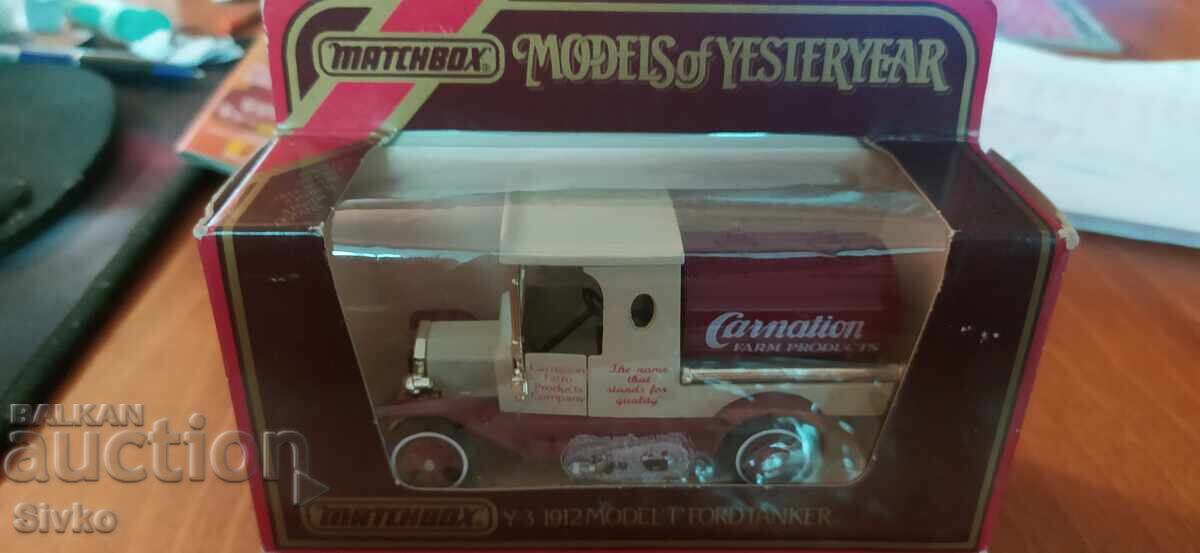 MATCHBOX
MODELS of YESTERYEAR
Carnation
FARM PRODUCTS
Carnation
Farm
Products
Company
The name
that
stands for
quality
MATCHBOX
Y-3 1912 MODEL 'T' FORD TANKER
BALKAN
auction
Sivko